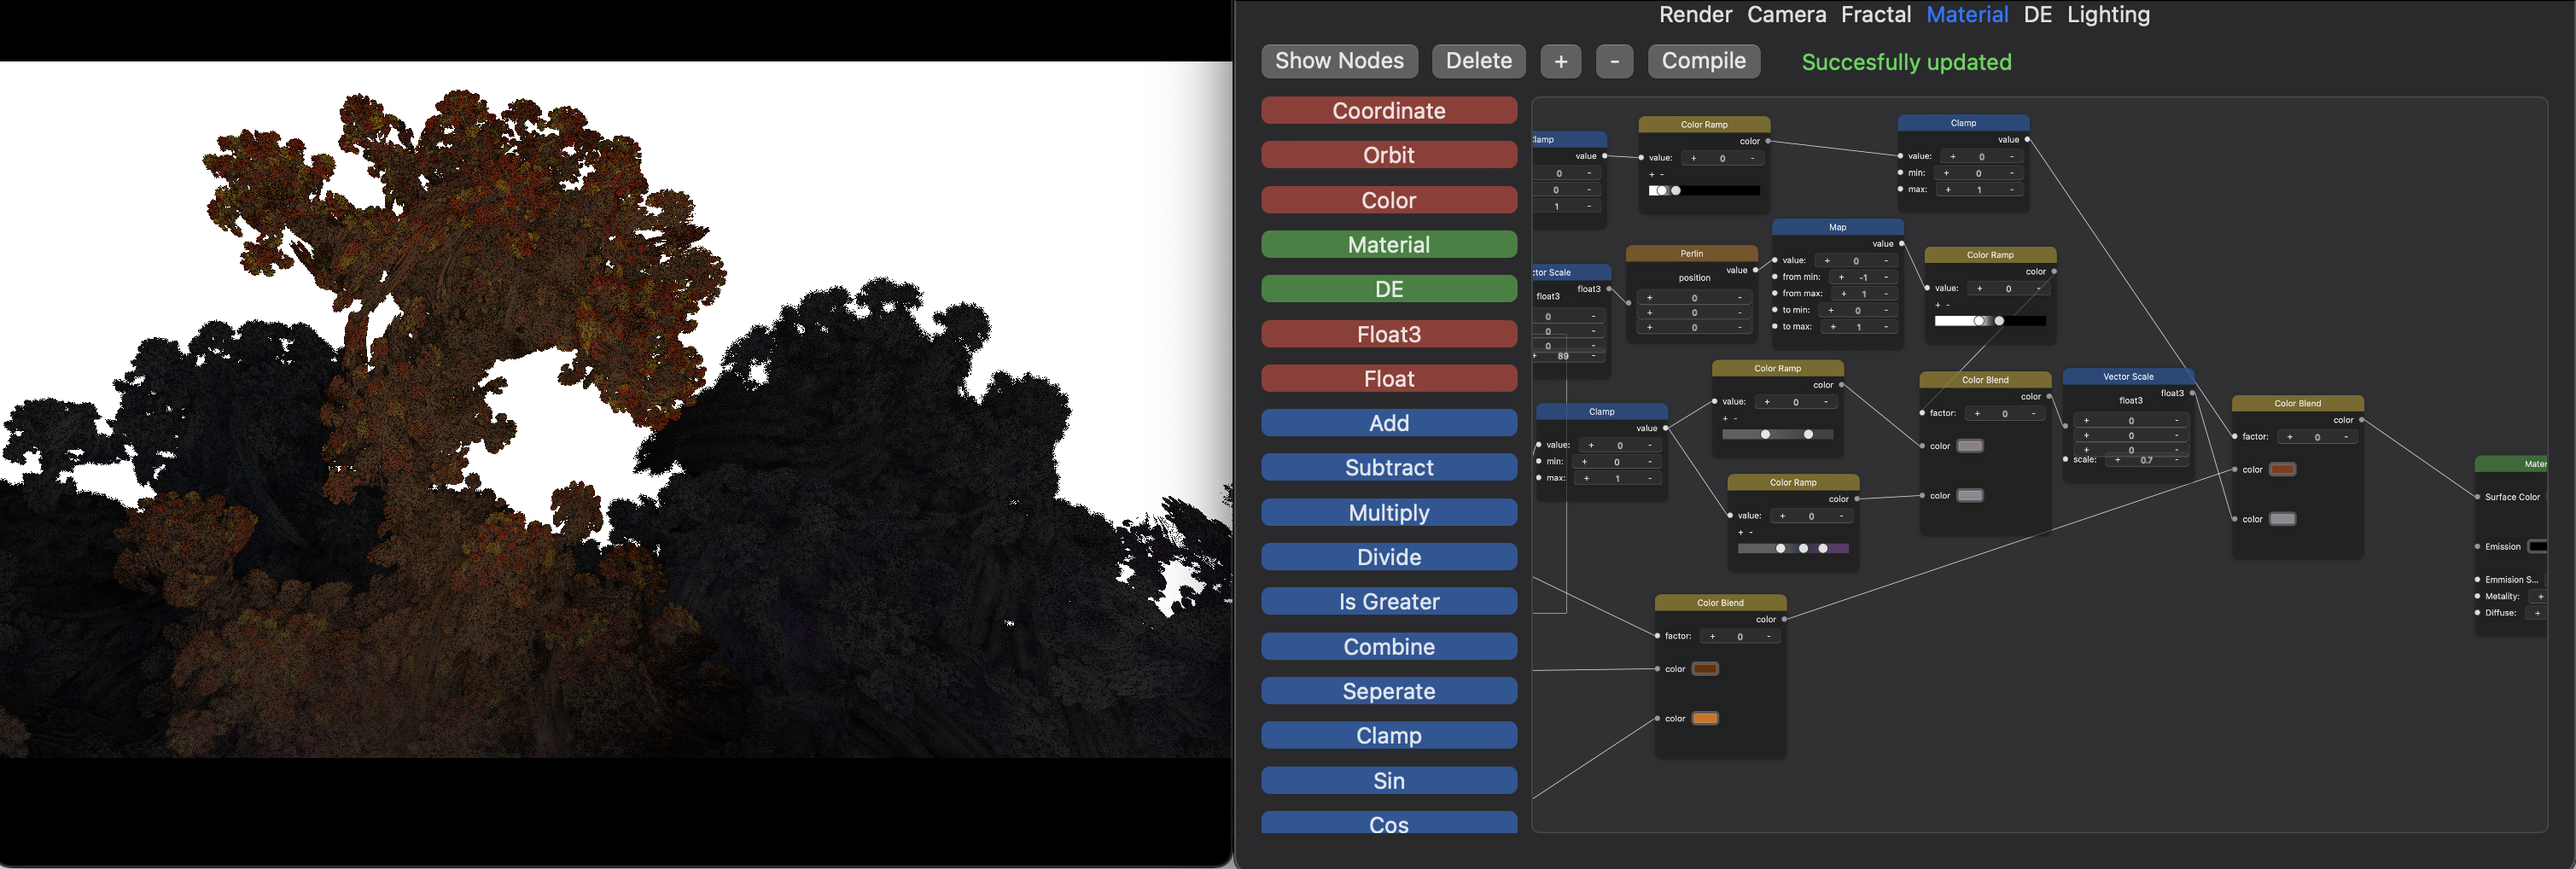 Render Camera Fractal Material DE Lighting
Show Nodes Delete + - Compile Succesfully updated
Coordinate
Orbit
Color
Material
DE
Float3
Float
Add
Subtract
Multiply
Divide
Is Greater
Combine
Seperate
Clamp
Sin
Cos
lamp
value
0 -
0 -
1 -
Color Ramp
color
value: + 0 -
+ -
Clamp
value
value: + 0 -
min: + 0 -
max: + 1 -
ctor Scale
float3
float3
0 -
0 -
0 -
+ 89 -
Perlin
value
position
+ 0 -
+ 0 -
+ 0 -
Map
value
value: + 0 -
from min: + -1 -
from max: + 1 -
to min: + 0 -
to max: + 1 -
Color Ramp
color
value: + 0 -
+ -
Clamp
value
value: + 0 -
min: + 0 -
max: + 1 -
Color Ramp
color
value: + 0 -
+ -
Color Ramp
color
value: + 0 -
+ -
Color Blend
color
factor: + 0 -
color
color
Vector Scale
float3
float3
+ 0 -
+ 0 -
+ 0 -
scale: + 0.7 -
Color Blend
color
factor: + 0 -
color
color
Color Blend
color
factor: + 0 -
color
color
Mater
Surface Color
Emission
Emmision S...
Metality: +
Diffuse: +